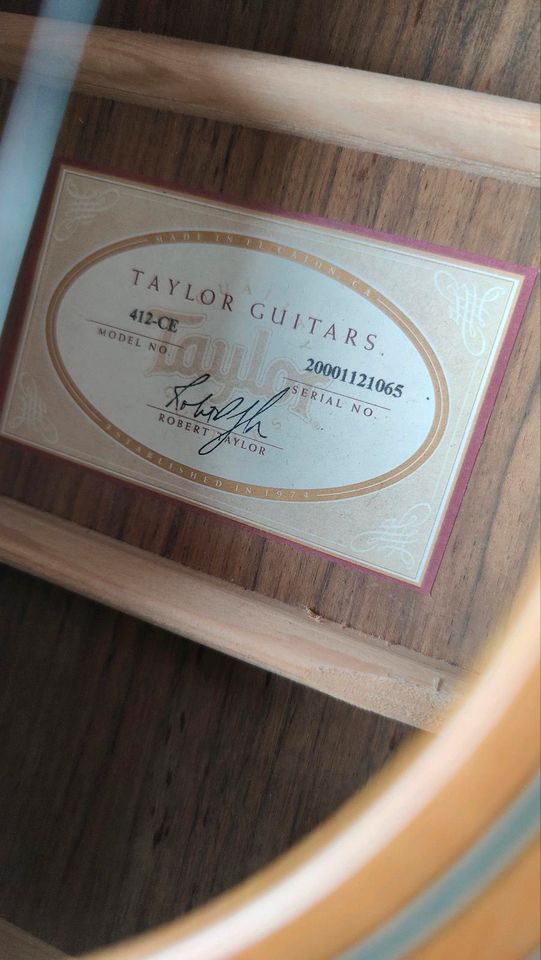 MADE IN EL CAJON, CA
TAYLOR GUITARS.
412-CE
MODEL NO.
20001121065
SERIAL NO.
Taylor
ROBERT TAYLOR
ESTABLISHED IN 1974